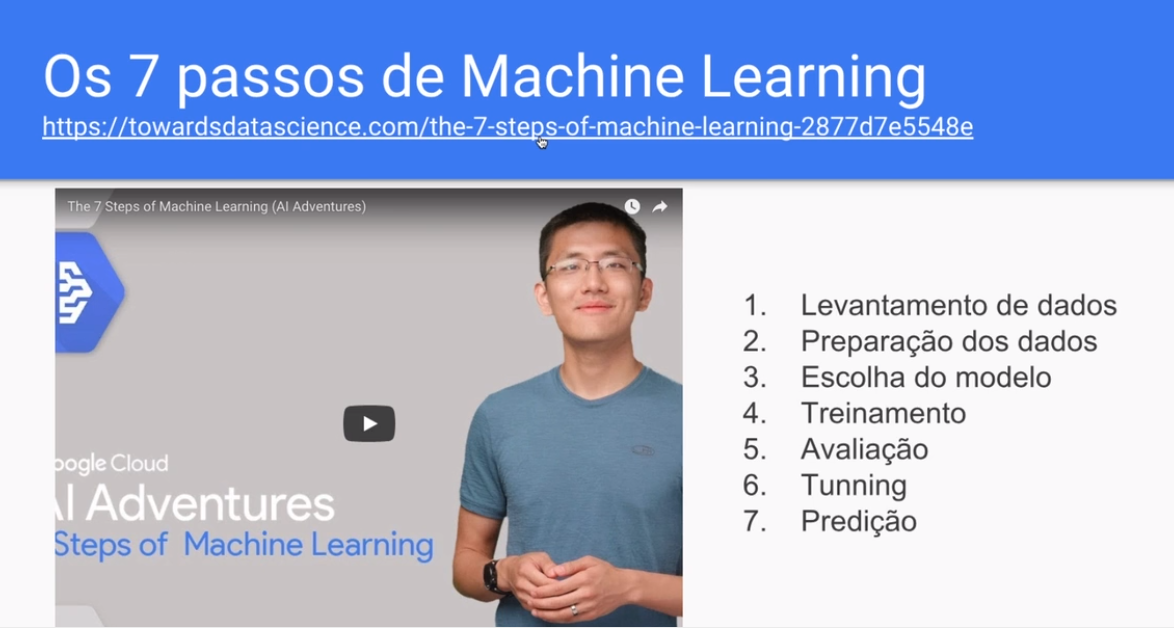 Os 7 passos de Machine Learning
https://towardsdatascience.com/the-7-steps-of-machine-learning-2877d7e5548e
The 7 Steps of Machine Learning (AI Adventures)
oogle Cloud
AI Adventures
Steps of Machine Learning
1. Levantamento de dados
2. Preparação dos dados
3. Escolha do modelo
4. Treinamento
5. Avaliação
6. Tunning
7. Predição